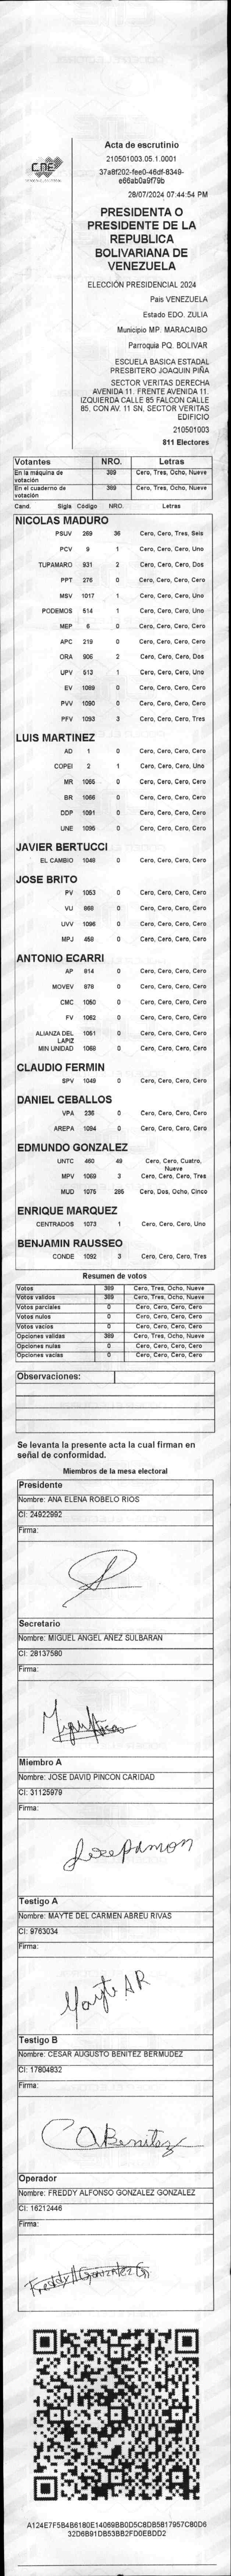 Acta de escrutinio
210501003.05.1.0001
37a8f202-fee0-46df-8349-
e66ab0a9f79b
28/07/2024 07:44:54 PM
PRESIDENTA O
PRESIDENTE DE LA
REPUBLICA
BOLIVARIANA DE
VENEZUELA
CNE
ELECCIÓN PRESIDENCIAL 2024
País VENEZUELA
Estado EDO. ZULIA
Municipio MP. MARACAIBO
Parroquia PQ. BOLIVAR
ESCUELA BASICA ESTADAL
PRESBITERO JOAQUIN PIÑA
SECTOR VERITAS DERECHA
AVENIDA 11. FRENTE AVENIDA 11.
IZQUIERDA CALLE 85 FALCON CALLE
85, CON AV. 11 SN, SECTOR VERITAS
EDIFICIO
210501003
811 Electores
Votantes NRO. Letras
En la máquina de votación 389 Cero, Tres, Ocho, Nueve
En el cuaderno de votación 389 Cero, Tres, Ocho, Nueve
Cand. Sigla Código NRO. Letras
NICOLAS MADURO
PSUV 269 36 Cero, Cero, Tres, Seis
PCV 9 1 Cero, Cero, Cero, Uno
TUPAMARO 931 2 Cero, Cero, Cero, Dos
PPT 276 0 Cero, Cero, Cero, Cero
MSV 1017 1 Cero, Cero, Cero, Uno
PODEMOS 514 1 Cero, Cero, Cero, Uno
MEP 6 0 Cero, Cero, Cero, Cero
APC 219 0 Cero, Cero, Cero, Cero
ORA 906 2 Cero, Cero, Cero, Dos
UPV 513 1 Cero, Cero, Cero, Uno
EV 1089 0 Cero, Cero, Cero, Cero
PVV 1090 0 Cero, Cero, Cero, Cero
PFV 1093 3 Cero, Cero, Cero, Tres
LUIS MARTINEZ
AD 1 0 Cero, Cero, Cero, Cero
COPEI 2 1 Cero, Cero, Cero, Uno
MR 1065 0 Cero, Cero, Cero, Cero
BR 1066 0 Cero, Cero, Cero, Cero
DDP 1091 0 Cero, Cero, Cero, Cero
UNE 1095 0 Cero, Cero, Cero, Cero
JAVIER BERTUCCI
EL CAMBIO 1046 0 Cero, Cero, Cero, Cero
JOSE BRITO
PV 1053 0 Cero, Cero, Cero, Cero
VU 868 0 Cero, Cero, Cero, Cero
UVV 1096 0 Cero, Cero, Cero, Cero
MPJ 458 0 Cero, Cero, Cero, Cero
ANTONIO ECARRI
AP 814 0 Cero, Cero, Cero, Cero
MOVEV 878 0 Cero, Cero, Cero, Cero
CMC 1050 0 Cero, Cero, Cero, Cero
FV 1062 0 Cero, Cero, Cero, Cero
ALIANZA DEL LAPIZ 1051 0 Cero, Cero, Cero, Cero
MIN UNIDAD 1068 0 Cero, Cero, Cero, Cero
CLAUDIO FERMIN
SPV 1049 0 Cero, Cero, Cero, Cero
DANIEL CEBALLOS
VPA 236 0 Cero, Cero, Cero, Cero
AREPA 1094 0 Cero, Cero, Cero, Cero
EDMUNDO GONZALEZ
UNTC 460 49 Cero, Cero, Cuatro, Nueve
MPV 1069 3 Cero, Cero, Cero, Tres
MUD 1075 285 Cero, Dos, Ocho, Cinco
ENRIQUE MARQUEZ
CENTRADOS 1073 1 Cero, Cero, Cero, Uno
BENJAMIN RAUSSEO
CONDE 1092 3 Cero, Cero, Cero, Tres
Resumen de votos
Votos 389 Cero, Tres, Ocho, Nueve
Votos validos 389 Cero, Tres, Ocho, Nueve
Votos parciales 0 Cero, Cero, Cero, Cero
Votos nulos 0 Cero, Cero, Cero, Cero
Votos vacios 0 Cero, Cero, Cero, Cero
Opciones validas 389 Cero, Tres, Ocho, Nueve
Opciones nulas 0 Cero, Cero, Cero, Cero
Opciones vacias 0 Cero, Cero, Cero, Cero
Observaciones:
Se levanta la presente acta la cual firman en
señal de conformidad.
Miembros de la mesa electoral
Presidente
Nombre: ANA ELENA ROBELO RIOS
CI: 24922992
Firma:
Secretario
Nombre: MIGUEL ANGEL AÑEZ SULBARAN
CI: 28137580
Firma:
Miembro A
Nombre: JOSE DAVID PINCON CARIDAD
CI: 31125979
Firma:
Testigo A
Nombre: MAYTE DEL CARMEN ABREU RIVAS
CI: 9763034
Firma:
Mayte AR
Testigo B
Nombre: CESAR AUGUSTO BENITEZ BERMUDEZ
CI: 17804832
Firma:
CABenitez
Operador
Nombre: FREDDY ALFONSO GONZALEZ GONZALEZ
CI: 16212446
Firma:
Freddy A Gonzalez G
A124E7F5B4B6180E14069BB0D5C8DB5817957C80D6
32D6B91DB53BB2FD0EBDD2